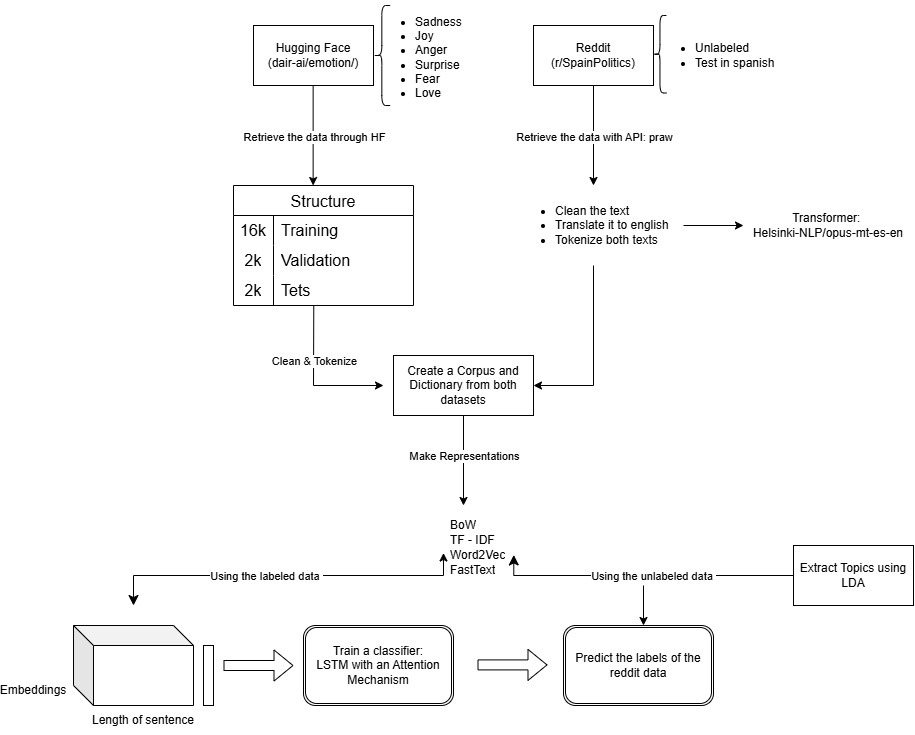 Hugging Face
(dair-ai/emotion/)
Sadness
Joy
Anger
Surprise
Fear
Love
Reddit
(r/SpainPolitics)
Unlabeled
Test in spanish
Retrieve the data through HF
Retrieve the data with API: praw
Structure
16k Training
2k Validation
2k Tets
Clean the text
Translate it to english
Tokenize both texts
Transformer:
Helsinki-NLP/opus-mt-es-en
Clean & Tokenize
Create a Corpus and
Dictionary from both
datasets
Make Representations
BoW
TF - IDF
Word2Vec
FastText
Using the labeled data
Using the unlabeled data
Extract Topics using
LDA
Embeddings
Length of sentence
Train a classifier:
LSTM with an Attention
Mechanism
Predict the labels of the
reddit data